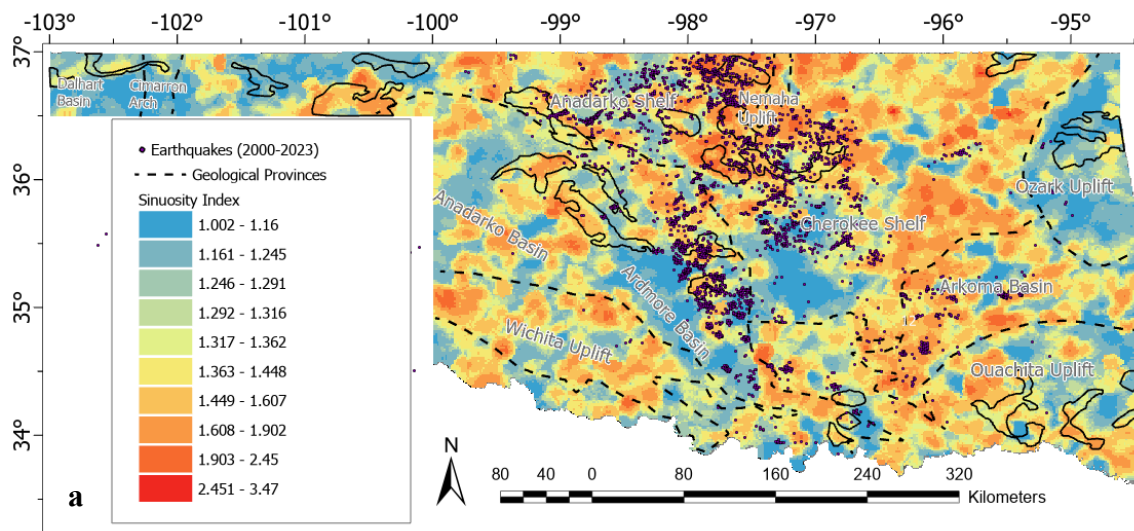 -103 -102 -101 -100 -99 -98 -97 -96 -95
37°
36°
35°
34°
Dalhart
Basin
Cimarron
Arch
Anadarko Shelf
Nemaha
Uplift
Ozark Uplift
Cherokee Shelf
Anadarko Basin
Ardmore Basin
Arkoma Basin
Wichita Uplift
Ouachita Uplift
Earthquakes (2000-2023)
Geological Provinces
Sinuosity Index
1.002 - 1.16
1.161 - 1.245
1.246 - 1.291
1.292 - 1.316
1.317 - 1.362
1.363 - 1.448
1.449 - 1.607
1.608 - 1.902
1.903 - 2.45
2.451 - 3.47
a
N
80 40 0 80 160 240 320
Kilometers